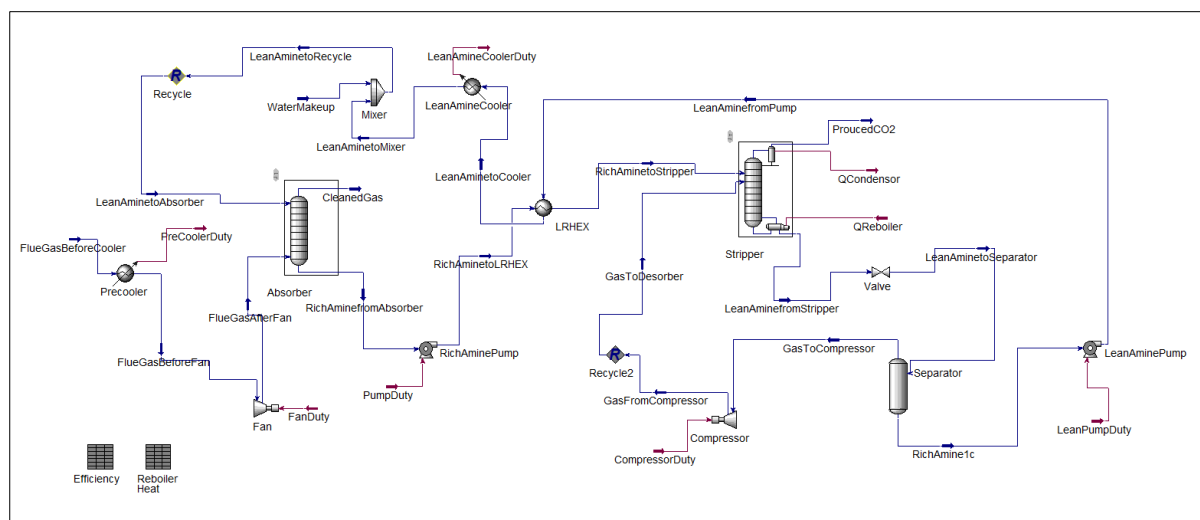 LeanAminetoRecycle
LeanAmineCoolerDuty
R
Recycle
WaterMakeup
Mixer
LeanAmineCooler
LeanAminefromPump
LeanAminetoMixer
ProucedCO2
LeanAminetoAbsorber
CleanedGas
LeanAminetoCooler
RichAminetoStripper
QCondensor
LRHEX
QReboiler
FlueGasBeforeCooler
PreCoolerDuty
Stripper
LeanAminetoSeparator
RichAminetoLRHEX
GasToDesorber
Precooler
Absorber
Valve
RichAminefromAbsorber
LeanAminefromStripper
FlueGasAfterFan
FlueGasBeforeFan
RichAminePump
GasToCompressor
LeanAminePump
R
Recycle2
Separator
PumpDuty
GasFromCompressor
Fan
FanDuty
Compressor
LeanPumpDuty
RichAmine1c
CompressorDuty
Efficiency
Reboiler
Heat